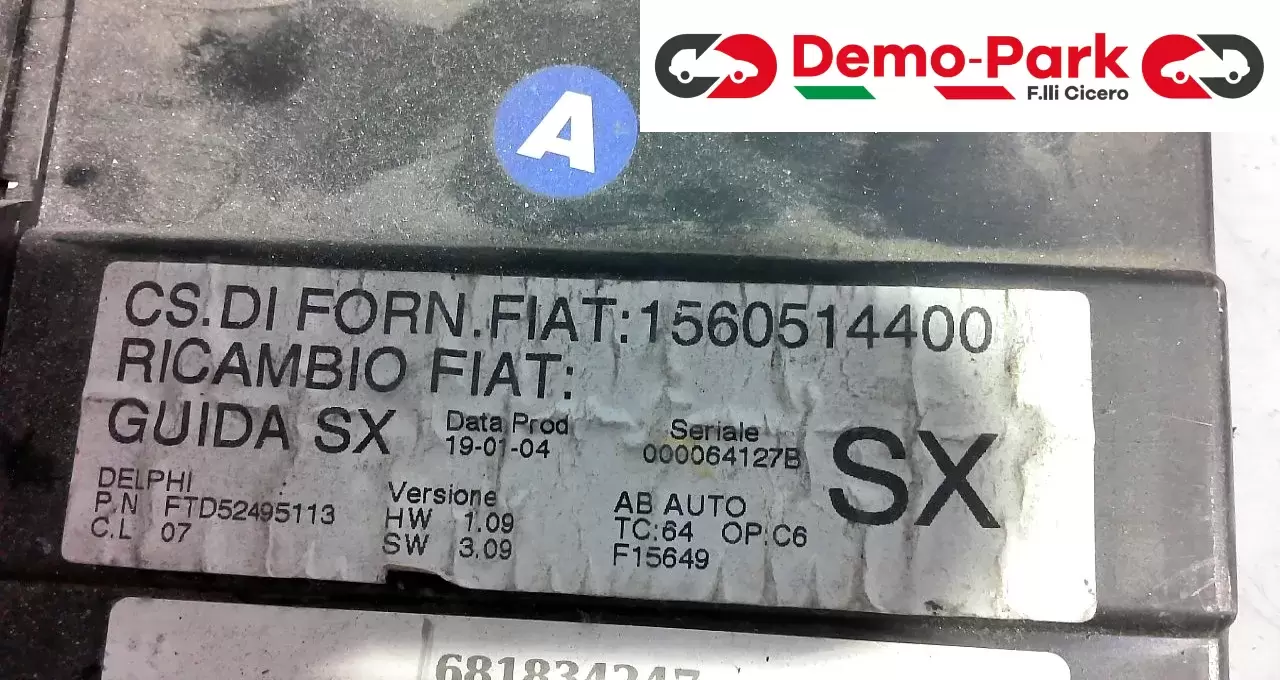 Demo-Park
F.lli Cicero
A
CS.DI FORN.FIAT:1560514400
RICAMBIO FIAT:
GUIDA SX
Data Prod
19-01-04
Seriale
000064127B
SX
DELPHI
P.N FTD52495113
C.L 07
Versione
HW 1.09
SW 3.09
AB AUTO
TC:64 OP:C6
F15649
681834247